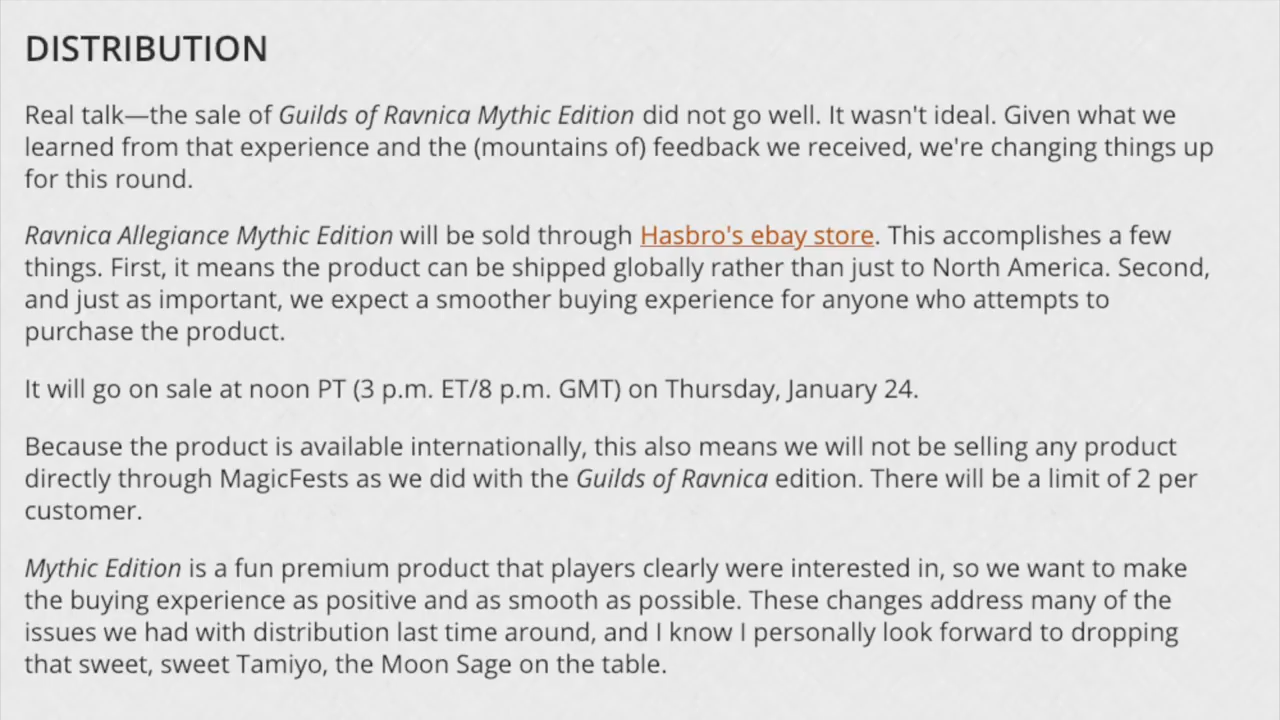 DISTRIBUTION
Real talk—the sale of Guilds of Ravnica Mythic Edition did not go well. It wasn't ideal. Given what we
learned from that experience and the (mountains of) feedback we received, we're changing things up
for this round.
Ravnica Allegiance Mythic Edition will be sold through Hasbro's ebay store. This accomplishes a few
things. First, it means the product can be shipped globally rather than just to North America. Second,
and just as important, we expect a smoother buying experience for anyone who attempts to
purchase the product.
It will go on sale at noon PT (3 p.m. ET/8 p.m. GMT) on Thursday, January 24.
Because the product is available internationally, this also means we will not be selling any product
directly through MagicFests as we did with the Guilds of Ravnica edition. There will be a limit of 2 per
customer.
Mythic Edition is a fun premium product that players clearly were interested in, so we want to make
the buying experience as positive and as smooth as possible. These changes address many of the
issues we had with distribution last time around, and I know I personally look forward to dropping
that sweet, sweet Tamiyo, the Moon Sage on the table.